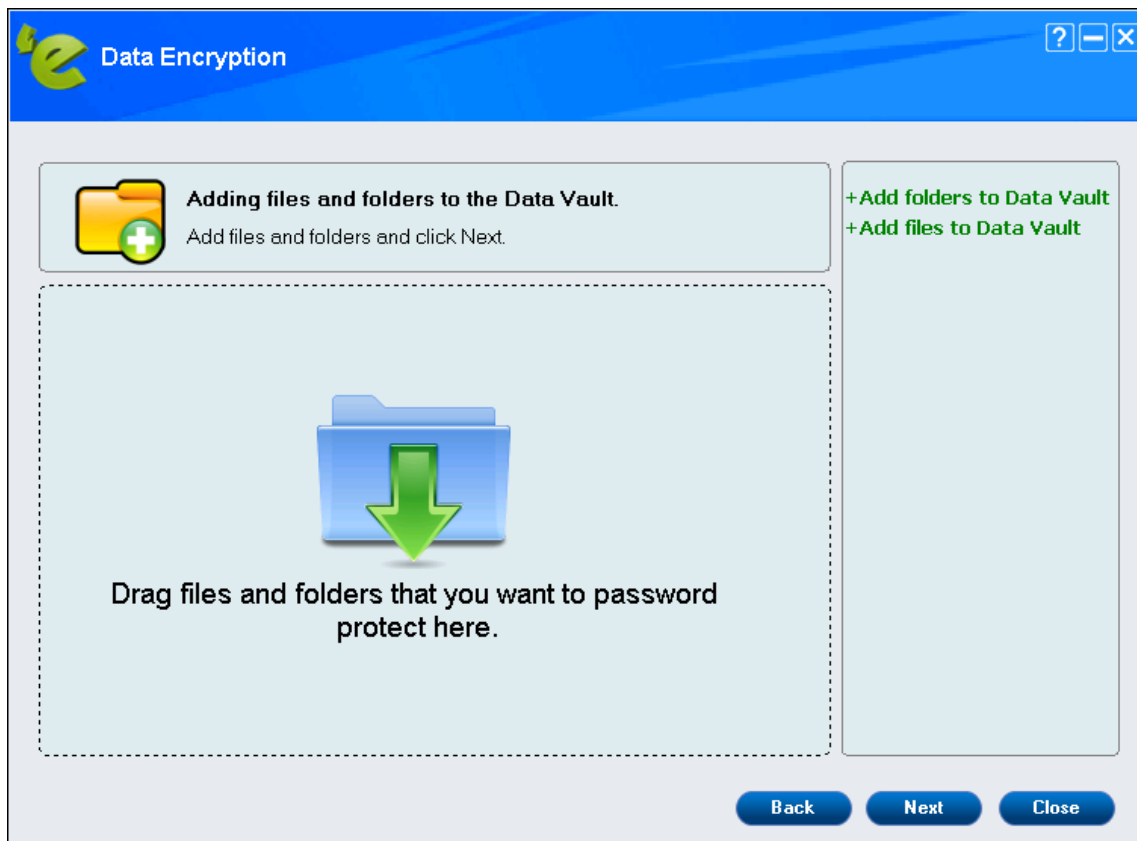 Data Encryption
Adding files and folders to the Data Vault.
Add files and folders and click Next.
+Add folders to Data Vault
+Add files to Data Vault
Drag files and folders that you want to password
protect here.
Back Next Close